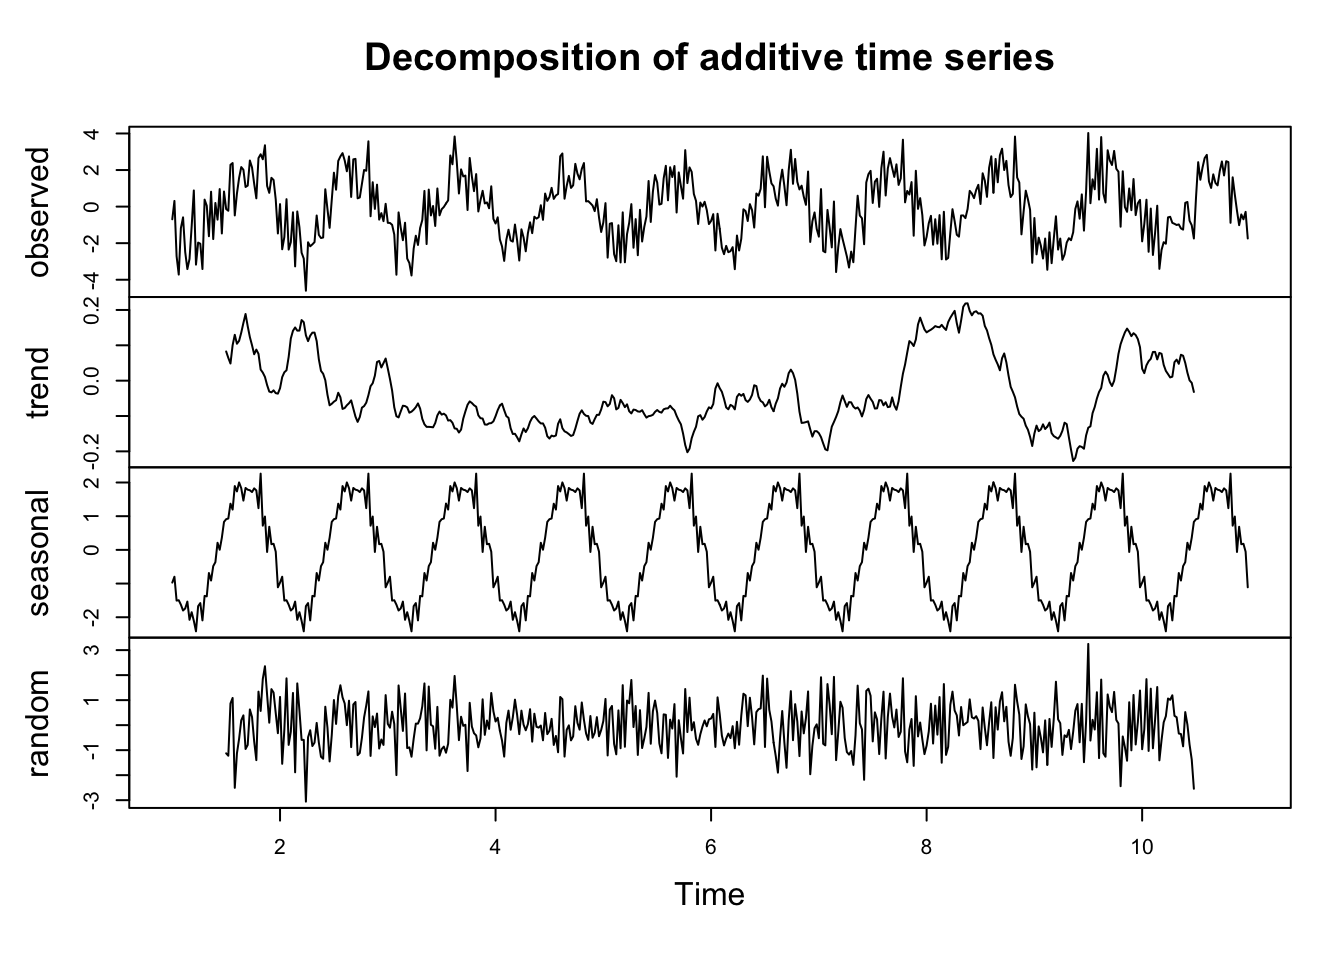 Decomposition of additive time series
observed
4
2
0
-2
-4
trend
0.2
0.0
-0.2
seasonal
2
1
0
-2
random
3
1
-1
-3
2 4 6 8 10
Time